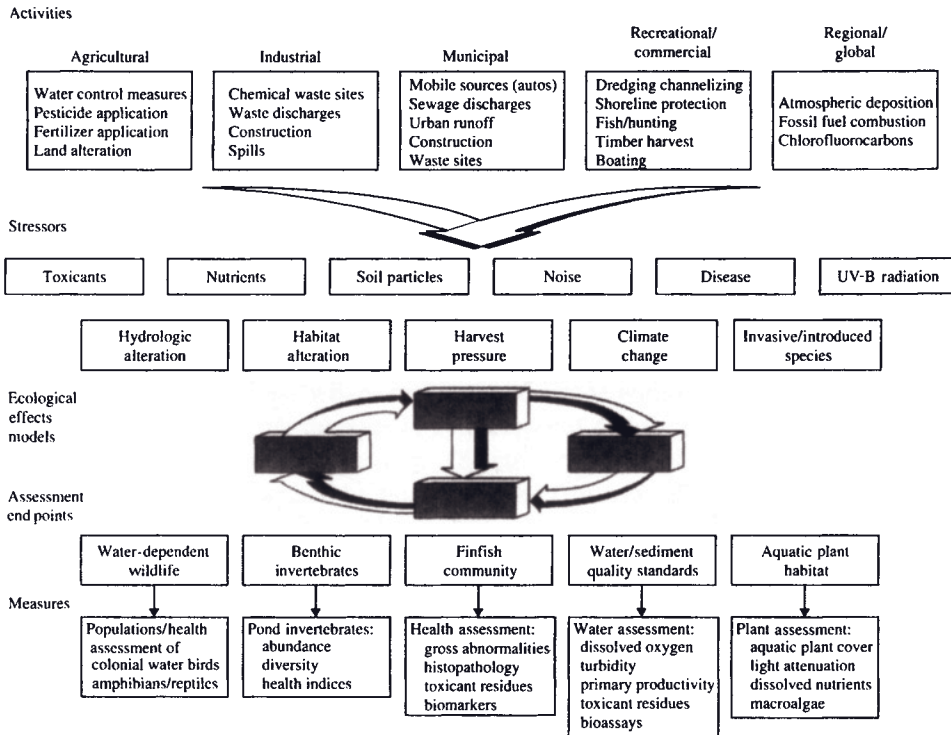 Activities
Agricultural
Industrial
Municipal
Recreational/
commercial
Regional/
global
Water control measures
Pesticide application
Fertilizer application
Land alteration
Chemical waste sites
Waste discharges
Construction
Spills
Mobile sources (autos)
Sewage discharges
Urban runoff
Construction
Waste sites
Dredging channelizing
Shoreline protection
Fish/hunting
Timber harvest
Boating
Atmospheric deposition
Fossil fuel combustion
Chlorofluorocarbons
Stressors
Toxicants
Nutrients
Soil particles
Noise
Disease
UV-B radiation
Hydrologic
alteration
Habitat
alteration
Harvest
pressure
Climate
change
Invasive/introduced
species
Ecological
effects
models
Assessment
end points
Water-dependent
wildlife
Benthic
invertebrates
Finfish
community
Water/sediment
quality standards
Aquatic plant
habitat
Measures
Populations/health
assessment of
colonial water birds
amphibians/reptiles
Pond invertebrates:
abundance
diversity
health indices
Health assessment:
gross abnormalities
histopathology
toxicant residues
biomarkers
Water assessment:
dissolved oxygen
turbidity
primary productivity
toxicant residues
bioassays
Plant assessment:
aquatic plant cover
light attenuation
dissolved nutrients
macroalgae